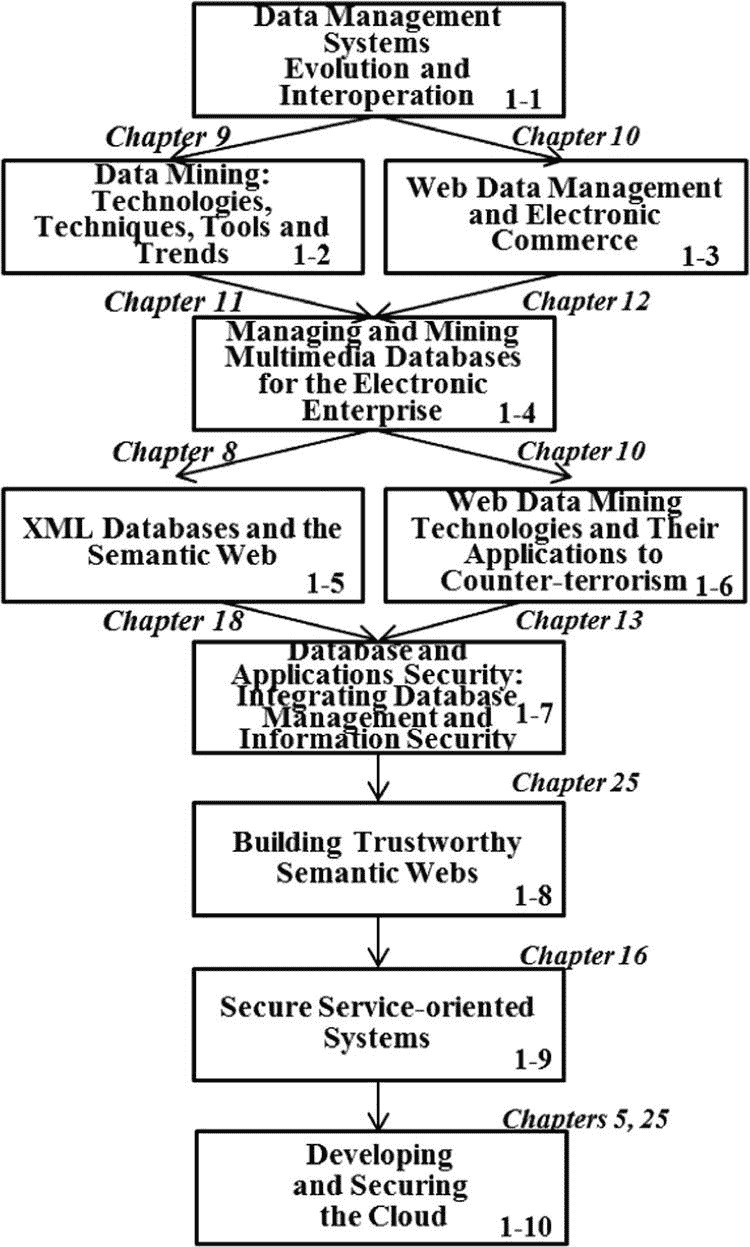 Data Management
Systems
Evolution and
Interoperation
1-1
Chapter 9
Chapter 10
Data Mining:
Technologies,
Techniques, Tools and
Trends
1-2
Web Data Management
and Electronic
Commerce
1-3
Chapter 11
Chapter 12
Managing and Mining
Multimedia Databases
for the Electronic
Enterprise
1-4
Chapter 8
Chapter 10
XML Databases and the
Semantic Web
1-5
Web Data Mining
Technologies and Their
Applications to
Counter-terrorism
1-6
Chapter 18
Chapter 13
Database and
Applications Security:
Integrating Database
Management and
Information Security
1-7
Chapter 25
Building Trustworthy
Semantic Webs
1-8
Chapter 16
Secure Service-oriented
Systems
1-9
Chapters 5, 25
Developing
and Securing
the Cloud
1-10